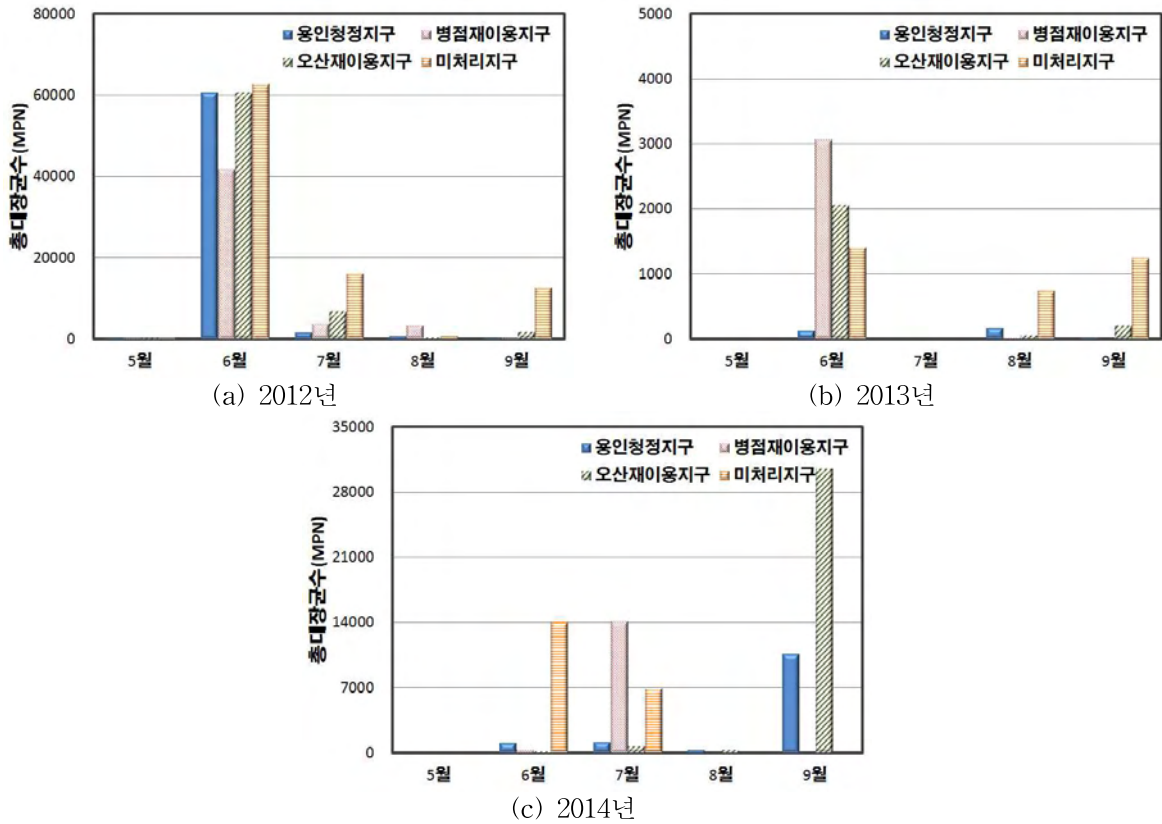 80000
60000
40000
20000
0
총대장균수(MPN)
용인청정지구 병점재이용지구
오산재이용지구 미처리지구
5월 6월 7월 8월 9월
(a) 2012년
5000
4000
3000
2000
1000
0
총대장균수(MPN)
용인청정지구 병점재이용지구
오산재이용지구 미처리지구
5월 6월 7월 8월 9월
(b) 2013년
35000
28000
21000
14000
7000
0
총대장균수(MPN)
용인청정지구 병점재이용지구
오산재이용지구 미처리지구
5월 6월 7월 8월 9월
(c) 2014년